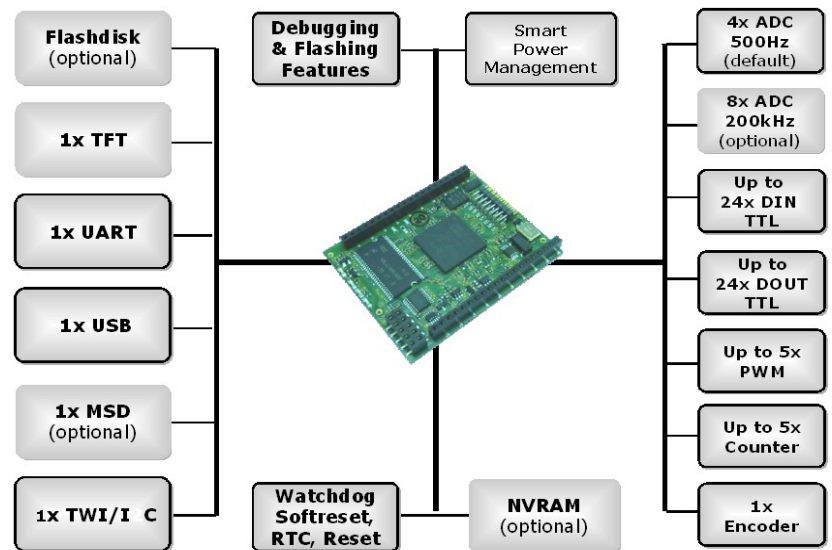 Flashdisk
(optional)
1x TFT
1x UART
1x USB
1x MSD
(optional)
1x TWI/I C
Debugging
& Flashing
Features
Smart
Power
Management
Watchdog
Softreset,
RTC, Reset
NVRAM
(optional)
4x ADC
500Hz
(default)
8x ADC
200kHz
(optional)
Up to
24x DIN
TTL
Up to
24x DOUT
TTL
Up to 5x
PWM
Up to 5x
Counter
1x
Encoder